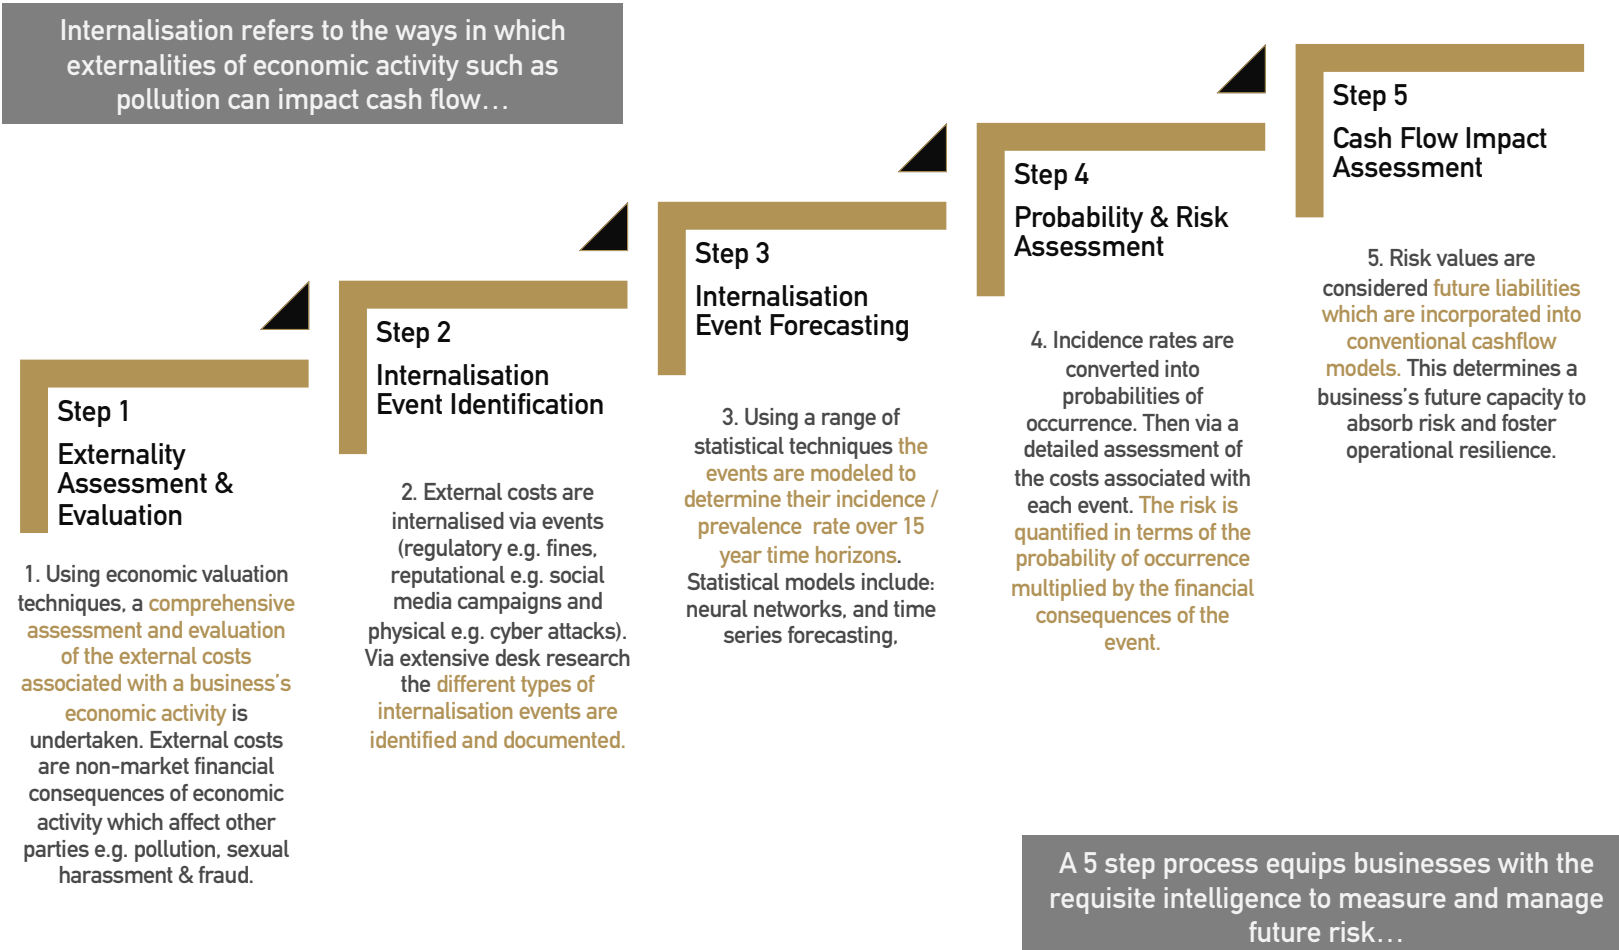 Internalisation refers to the ways in which
externalities of economic activity such as
pollution can impact cash flow...
Step 1
Externality
Assessment &
Evaluation
1. Using economic valuation
techniques, a comprehensive
assessment and evaluation
of the external costs
associated with a business's
economic activity is
undertaken. External costs
are non-market financial
consequences of economic
activity which affect other
parties e.g. pollution, sexual
harassment & fraud.
Step 2
Internalisation
Event Identification
2. External costs are
internalised via events
(regulatory e.g. fines,
reputational e.g. social
media campaigns and
physical e.g. cyber attacks).
Via extensive desk research
the different types of
internalisation events are
identified and documented.
Step 3
Internalisation
Event Forecasting
3. Using a range of
statistical techniques the
events are modeled to
determine their incidence /
prevalence rate over 15
year time horizons.
Statistical models include:
neural networks, and time
series forecasting,
Step 4
Probability & Risk
Assessment
4. Incidence rates are
converted into
probabilities of
occurrence. Then via a
detailed assessment of
the costs associated with
each event. The risk is
quantified in terms of the
probability of occurrence
multiplied by the financial
consequences of the
event.
Step 5
Cash Flow Impact
Assessment
5. Risk values are
considered future liabilities
which are incorporated into
conventional cashflow
models. This determines a
business's future capacity to
absorb risk and foster
operational resilience.
A 5 step process equips businesses with the
requisite intelligence to measure and manage
future risk...